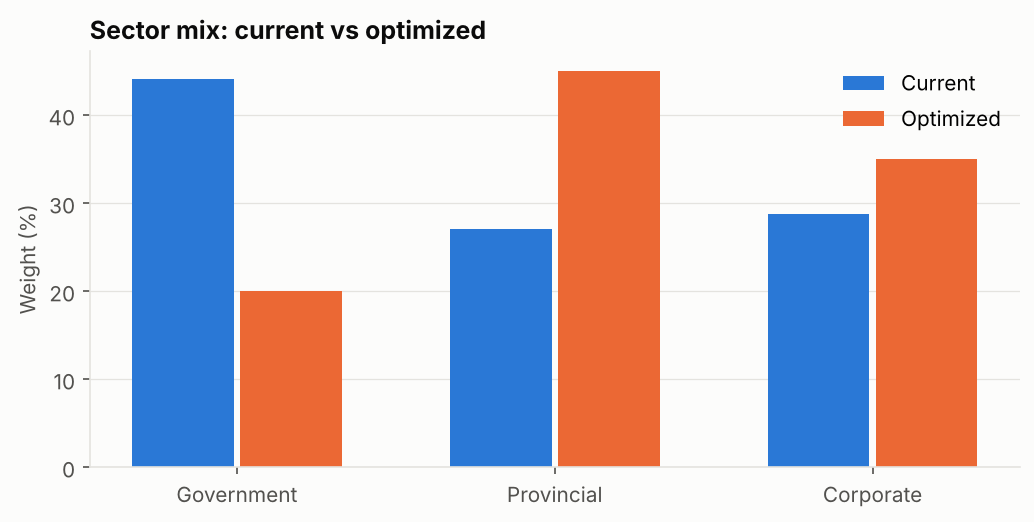 Sector mix: current vs optimized
Current
Optimized
Weight (%)
40
30
20
10
0
Government
Provincial
Corporate